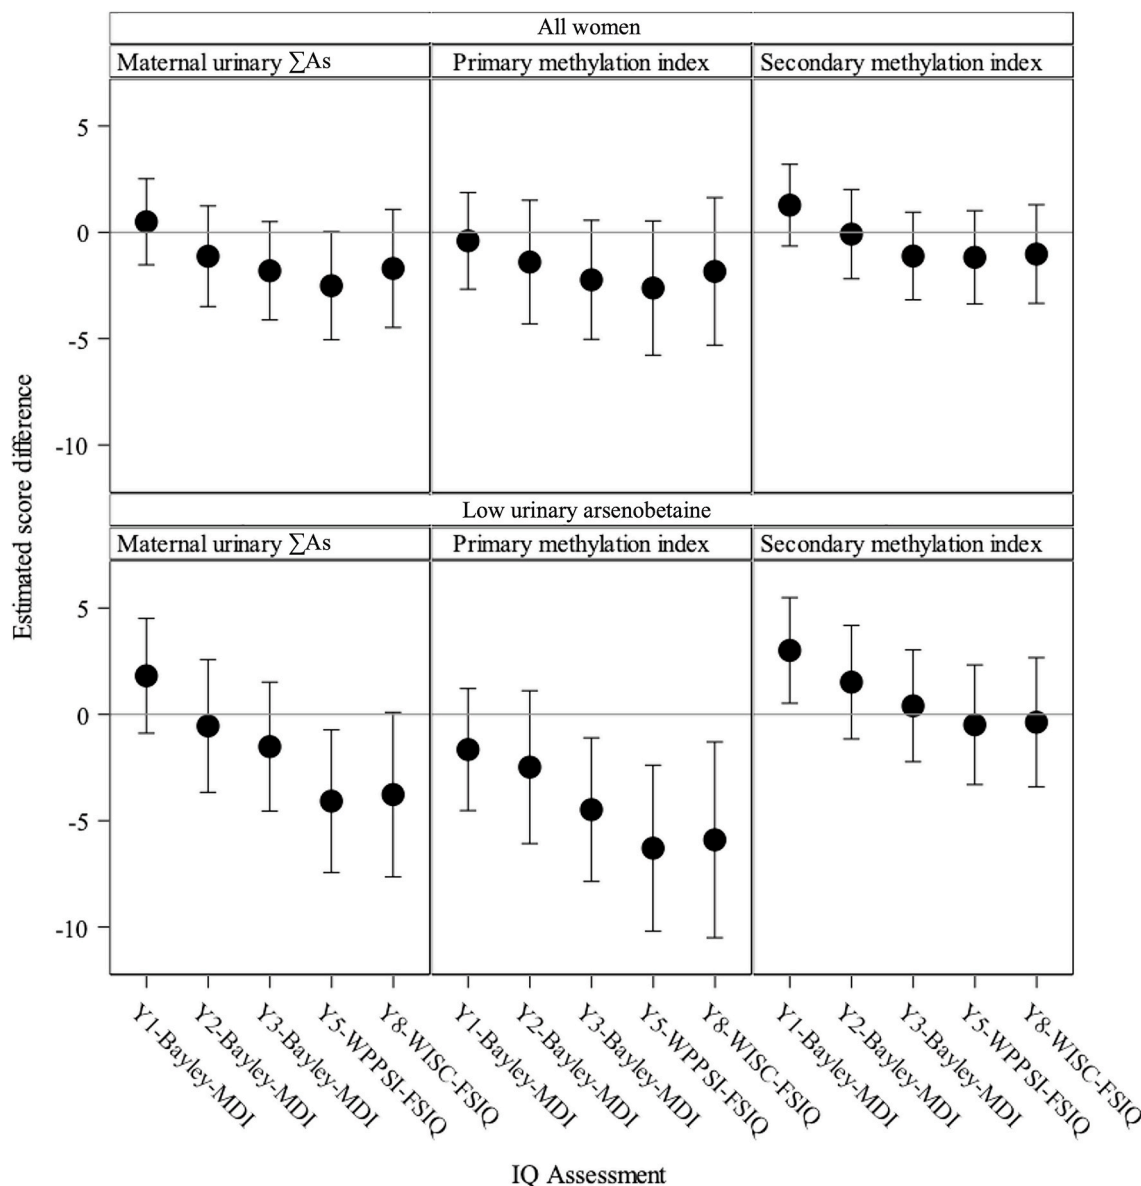 All women
Maternal urinary ∑As
Primary methylation index
Secondary methylation index
5
0
-5
-10
Estimated score difference
Low urinary arsenobetaine
Maternal urinary ∑As
Primary methylation index
Secondary methylation index
5
0
-5
-10
Y1-Bayley-MDI
Y2-Bayley-MDI
Y3-Bayley-MDI
Y5-WPPSI-FSIQ
Y8-WISC-FSIQ
Y1-Bayley-MDI
Y2-Bayley-MDI
Y3-Bayley-MDI
Y5-WPPSI-FSIQ
Y8-WISC-FSIQ
Y1-Bayley-MDI
Y2-Bayley-MDI
Y3-Bayley-MDI
Y5-WPPSI-FSIQ
Y8-WISC-FSIQ
IQ Assessment